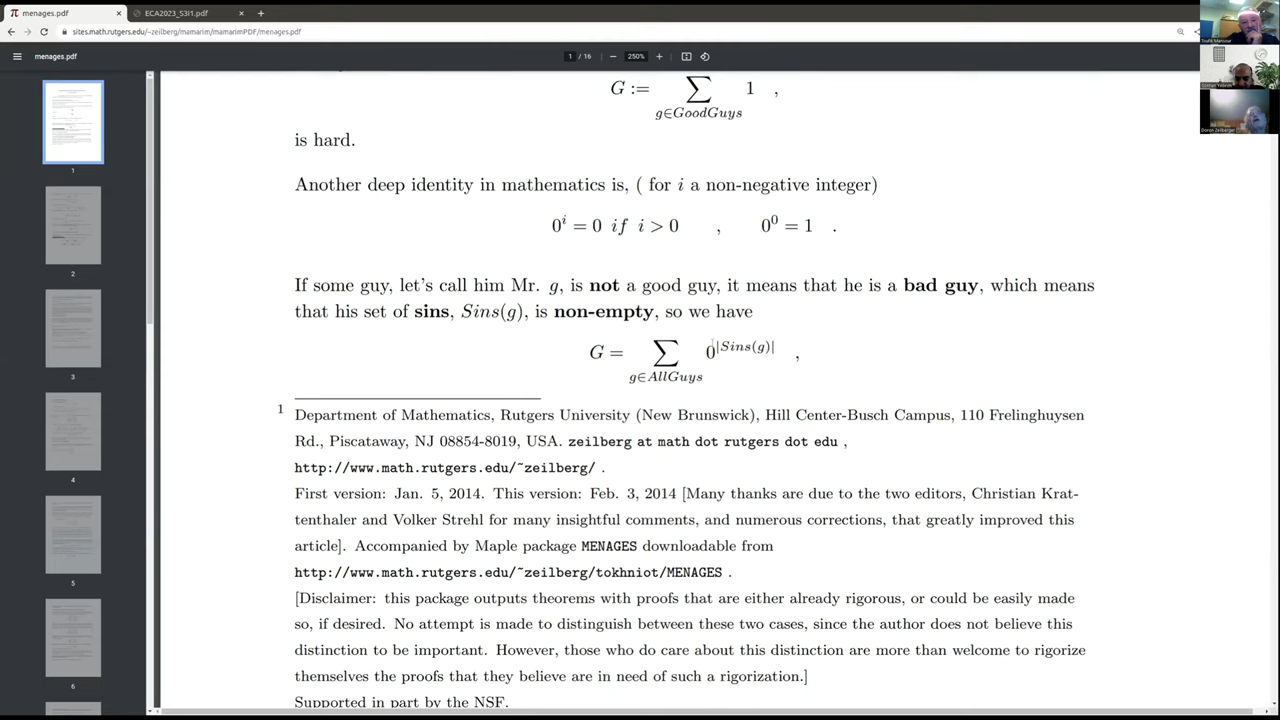 menages.pdf
ECA2023_S3I1.pdf
sites.math.rutgers.edu/~zeilberg/mamarim/mamarimPDF/menages.pdf
menages.pdf
1 / 16
250%
G := ∑ 1 ,
g∈GoodGuys
is hard.
Another deep identity in mathematics is, ( for i a non-negative integer)
0^i = 0 if i > 0 , 0^0 = 1 .
If some guy, let's call him Mr. g, is not a good guy, it means that he is a bad guy, which means
that his set of sins, Sins(g), is non-empty, so we have
G = ∑ 0^|Sins(g)| ,
g∈AllGuys
1 Department of Mathematics, Rutgers University (New Brunswick), Hill Center-Busch Campus, 110 Frelinghuysen
Rd., Piscataway, NJ 08854-8019, USA. zeilberg at math dot rutgers dot edu ,
http://www.math.rutgers.edu/~zeilberg/ .
First version: Jan. 5, 2014. This version: Feb. 3, 2014 [Many thanks are due to the two editors, Christian Krat-
tenthaler and Volker Strehl for many insightful comments, and numerous corrections, that greatly improved this
article]. Accompanied by Maple package MENAGES downloadable from
http://www.math.rutgers.edu/~zeilberg/tokhniot/MENAGES .
[Disclaimer: this package outputs theorems with proofs that are either already rigorous, or could be easily made
so, if desired. No attempt is made to distinguish between these two cases, since the author does not believe this
distinction to be important. However, those who do care about this distinction are more than welcome to rigorize
themselves the proofs that they believe are in need of such a rigorization.]
Supported in part by the NSF.
1
2
3
4
5
6
Toufik Mansour
Doron Zeilberger